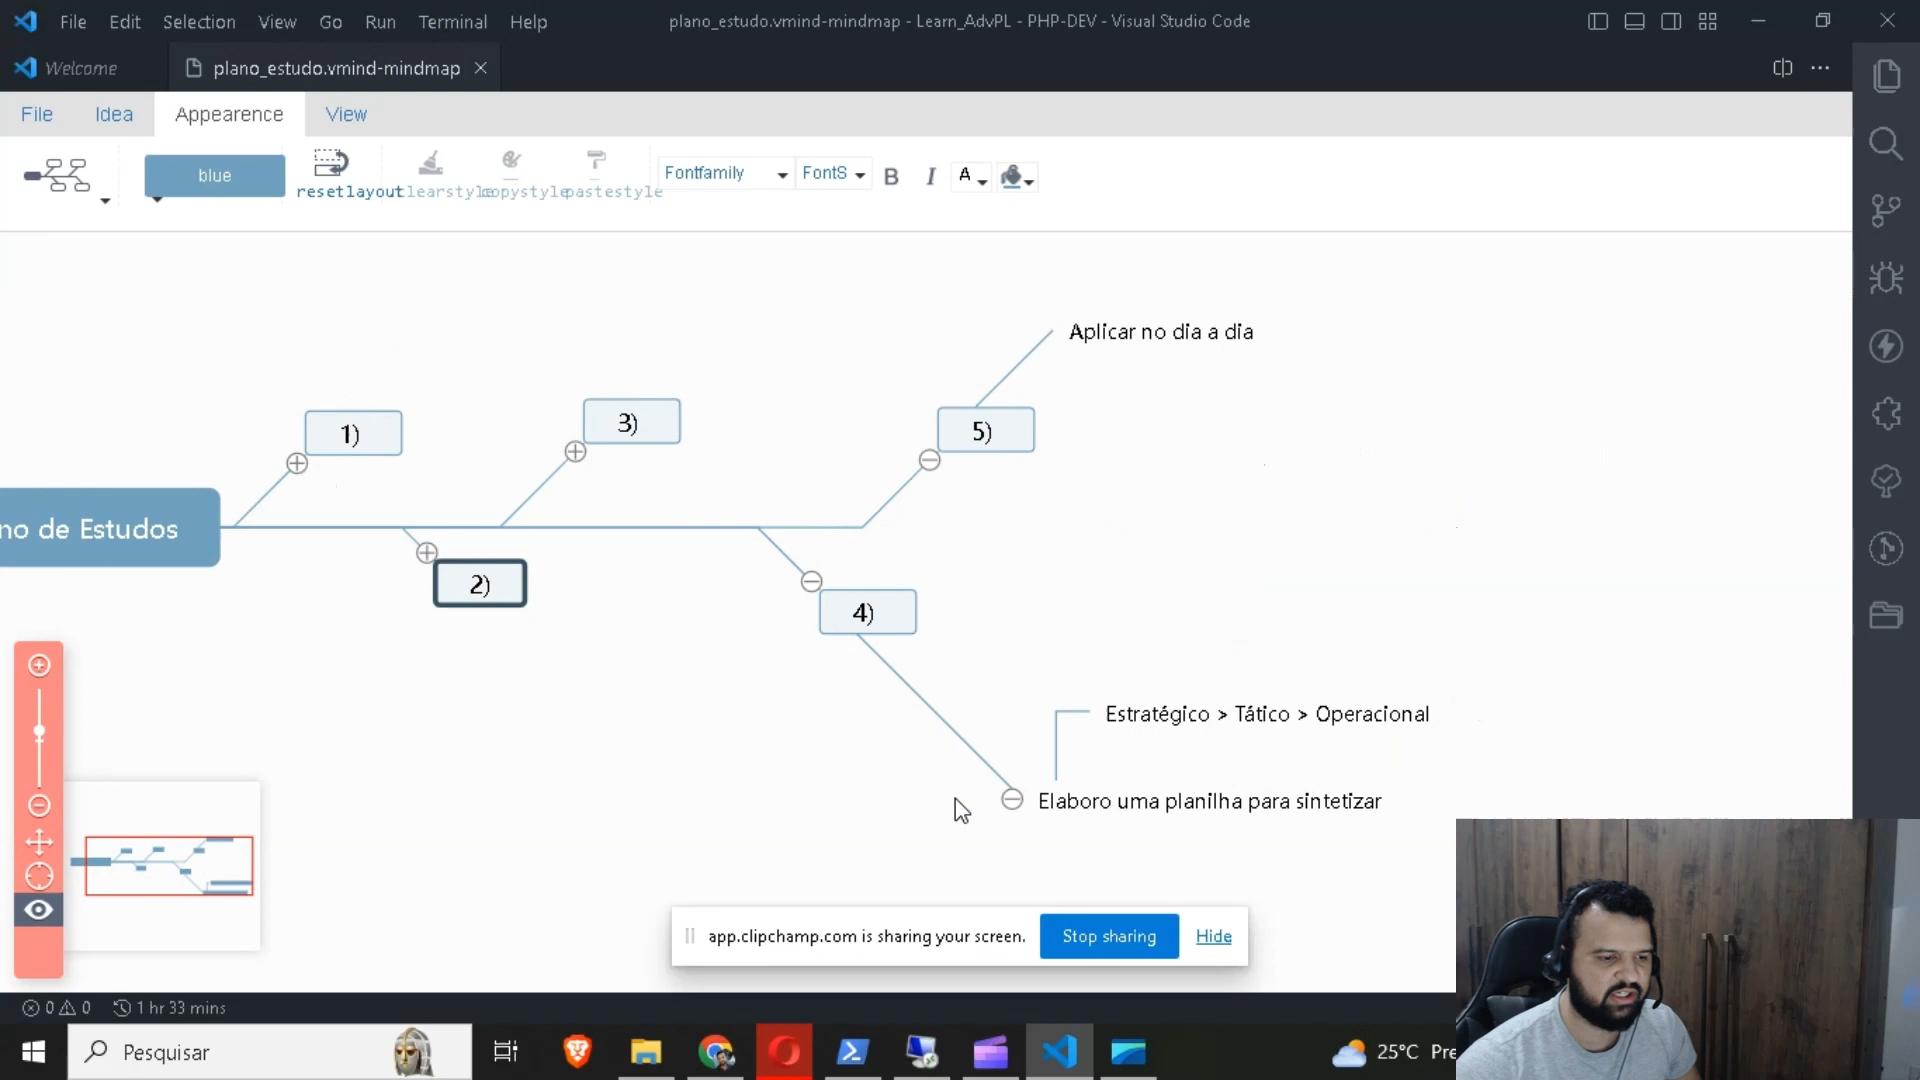 File Edit Selection View Go Run Terminal Help
plano_estudo.vmind-mindmap - Learn_AdvPL - PHP-DEV - Visual Studio Code
Welcome
plano_estudo.vmind-mindmap
File Idea Appearence View
blue
resetlayout
Fontfamily
FontS
B I A
Aplicar no dia a dia
1)
3)
5)
no de Estudos
2)
4)
Estratégico > Tático > Operacional
Elaboro uma planilha para sintetizar
app.clipchamp.com is sharing your screen.
Stop sharing
Hide
0 0 1 hr 33 mins
Pesquisar
25°C Pre